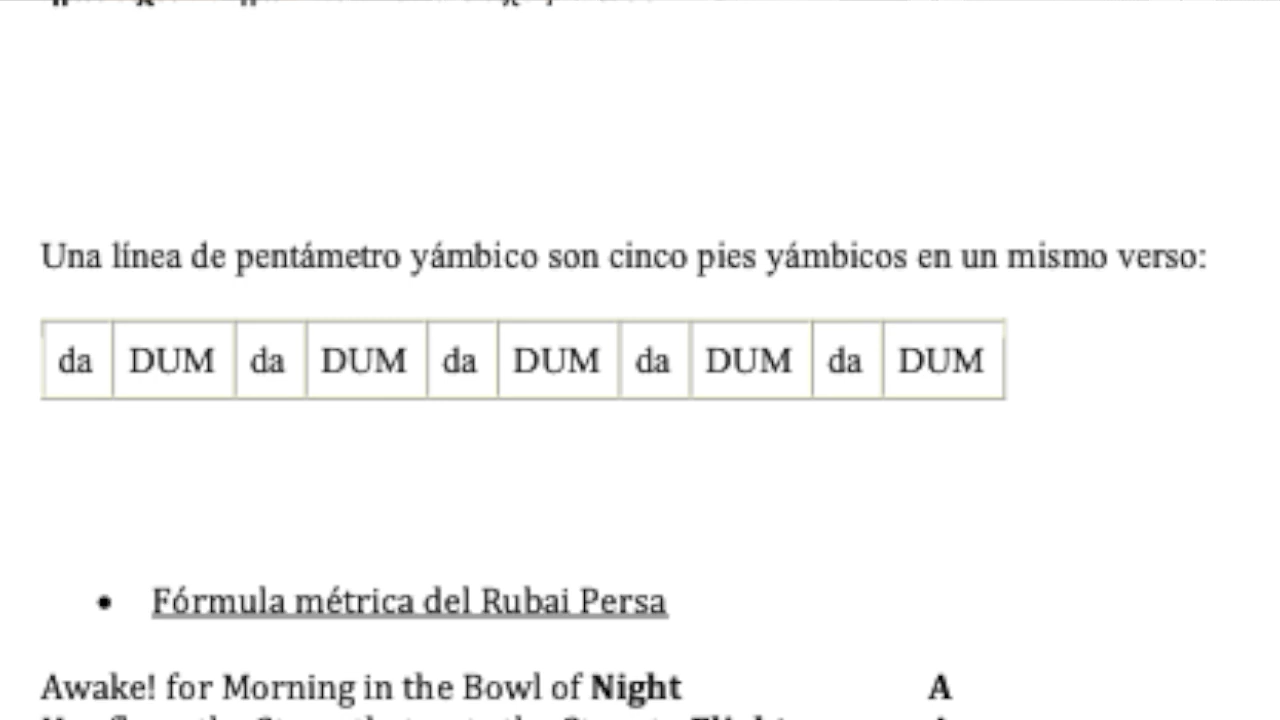 Una línea de pentámetro yámbico son cinco pies yámbicos en un mismo verso:
da DUM da DUM da DUM da DUM da DUM
• Fórmula métrica del Rubai Persa
Awake! for Morning in the Bowl of Night A